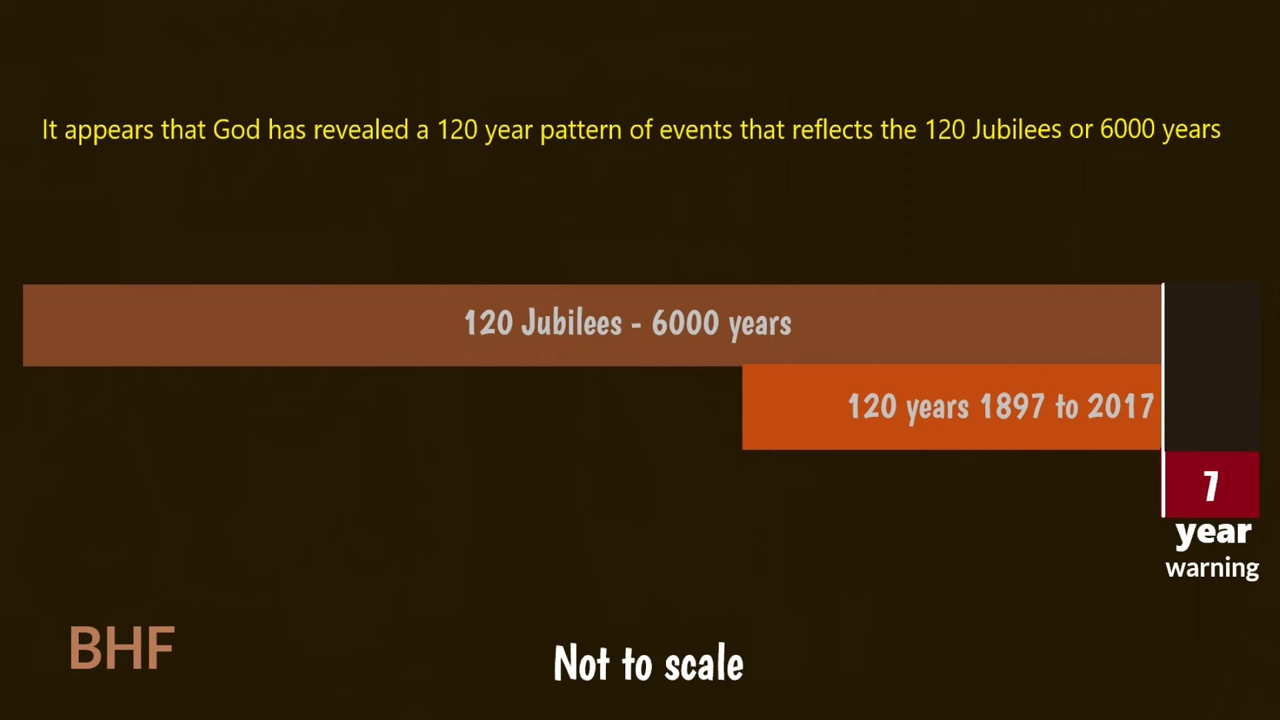 It appears that God has revealed a 120 year pattern of events that reflects the 120 Jubilees or 6000 years
120 Jubilees - 6000 years
120 years 1897 to 2017
7
year
warning
BHF
Not to scale